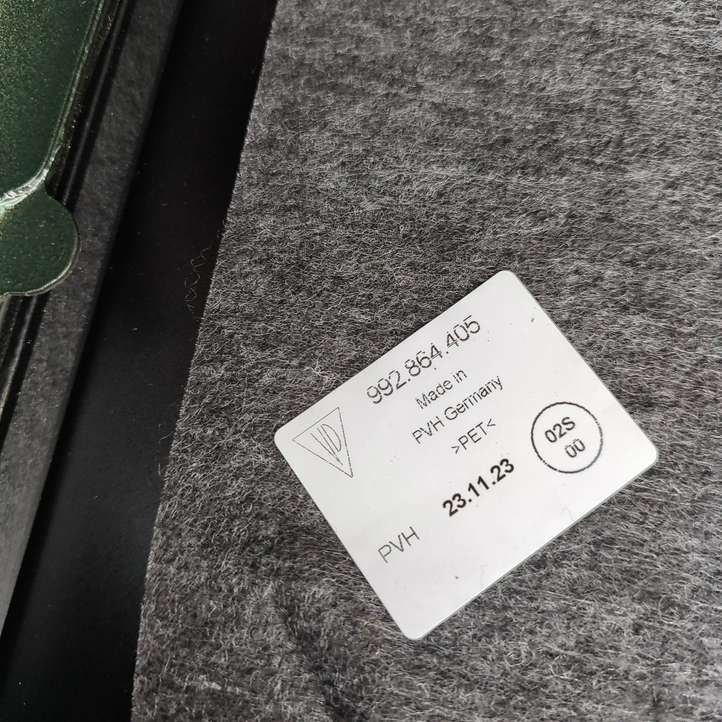 992.864.405
Made in
PVH Germany
>PET<
02S
00
23.11.23
PVH